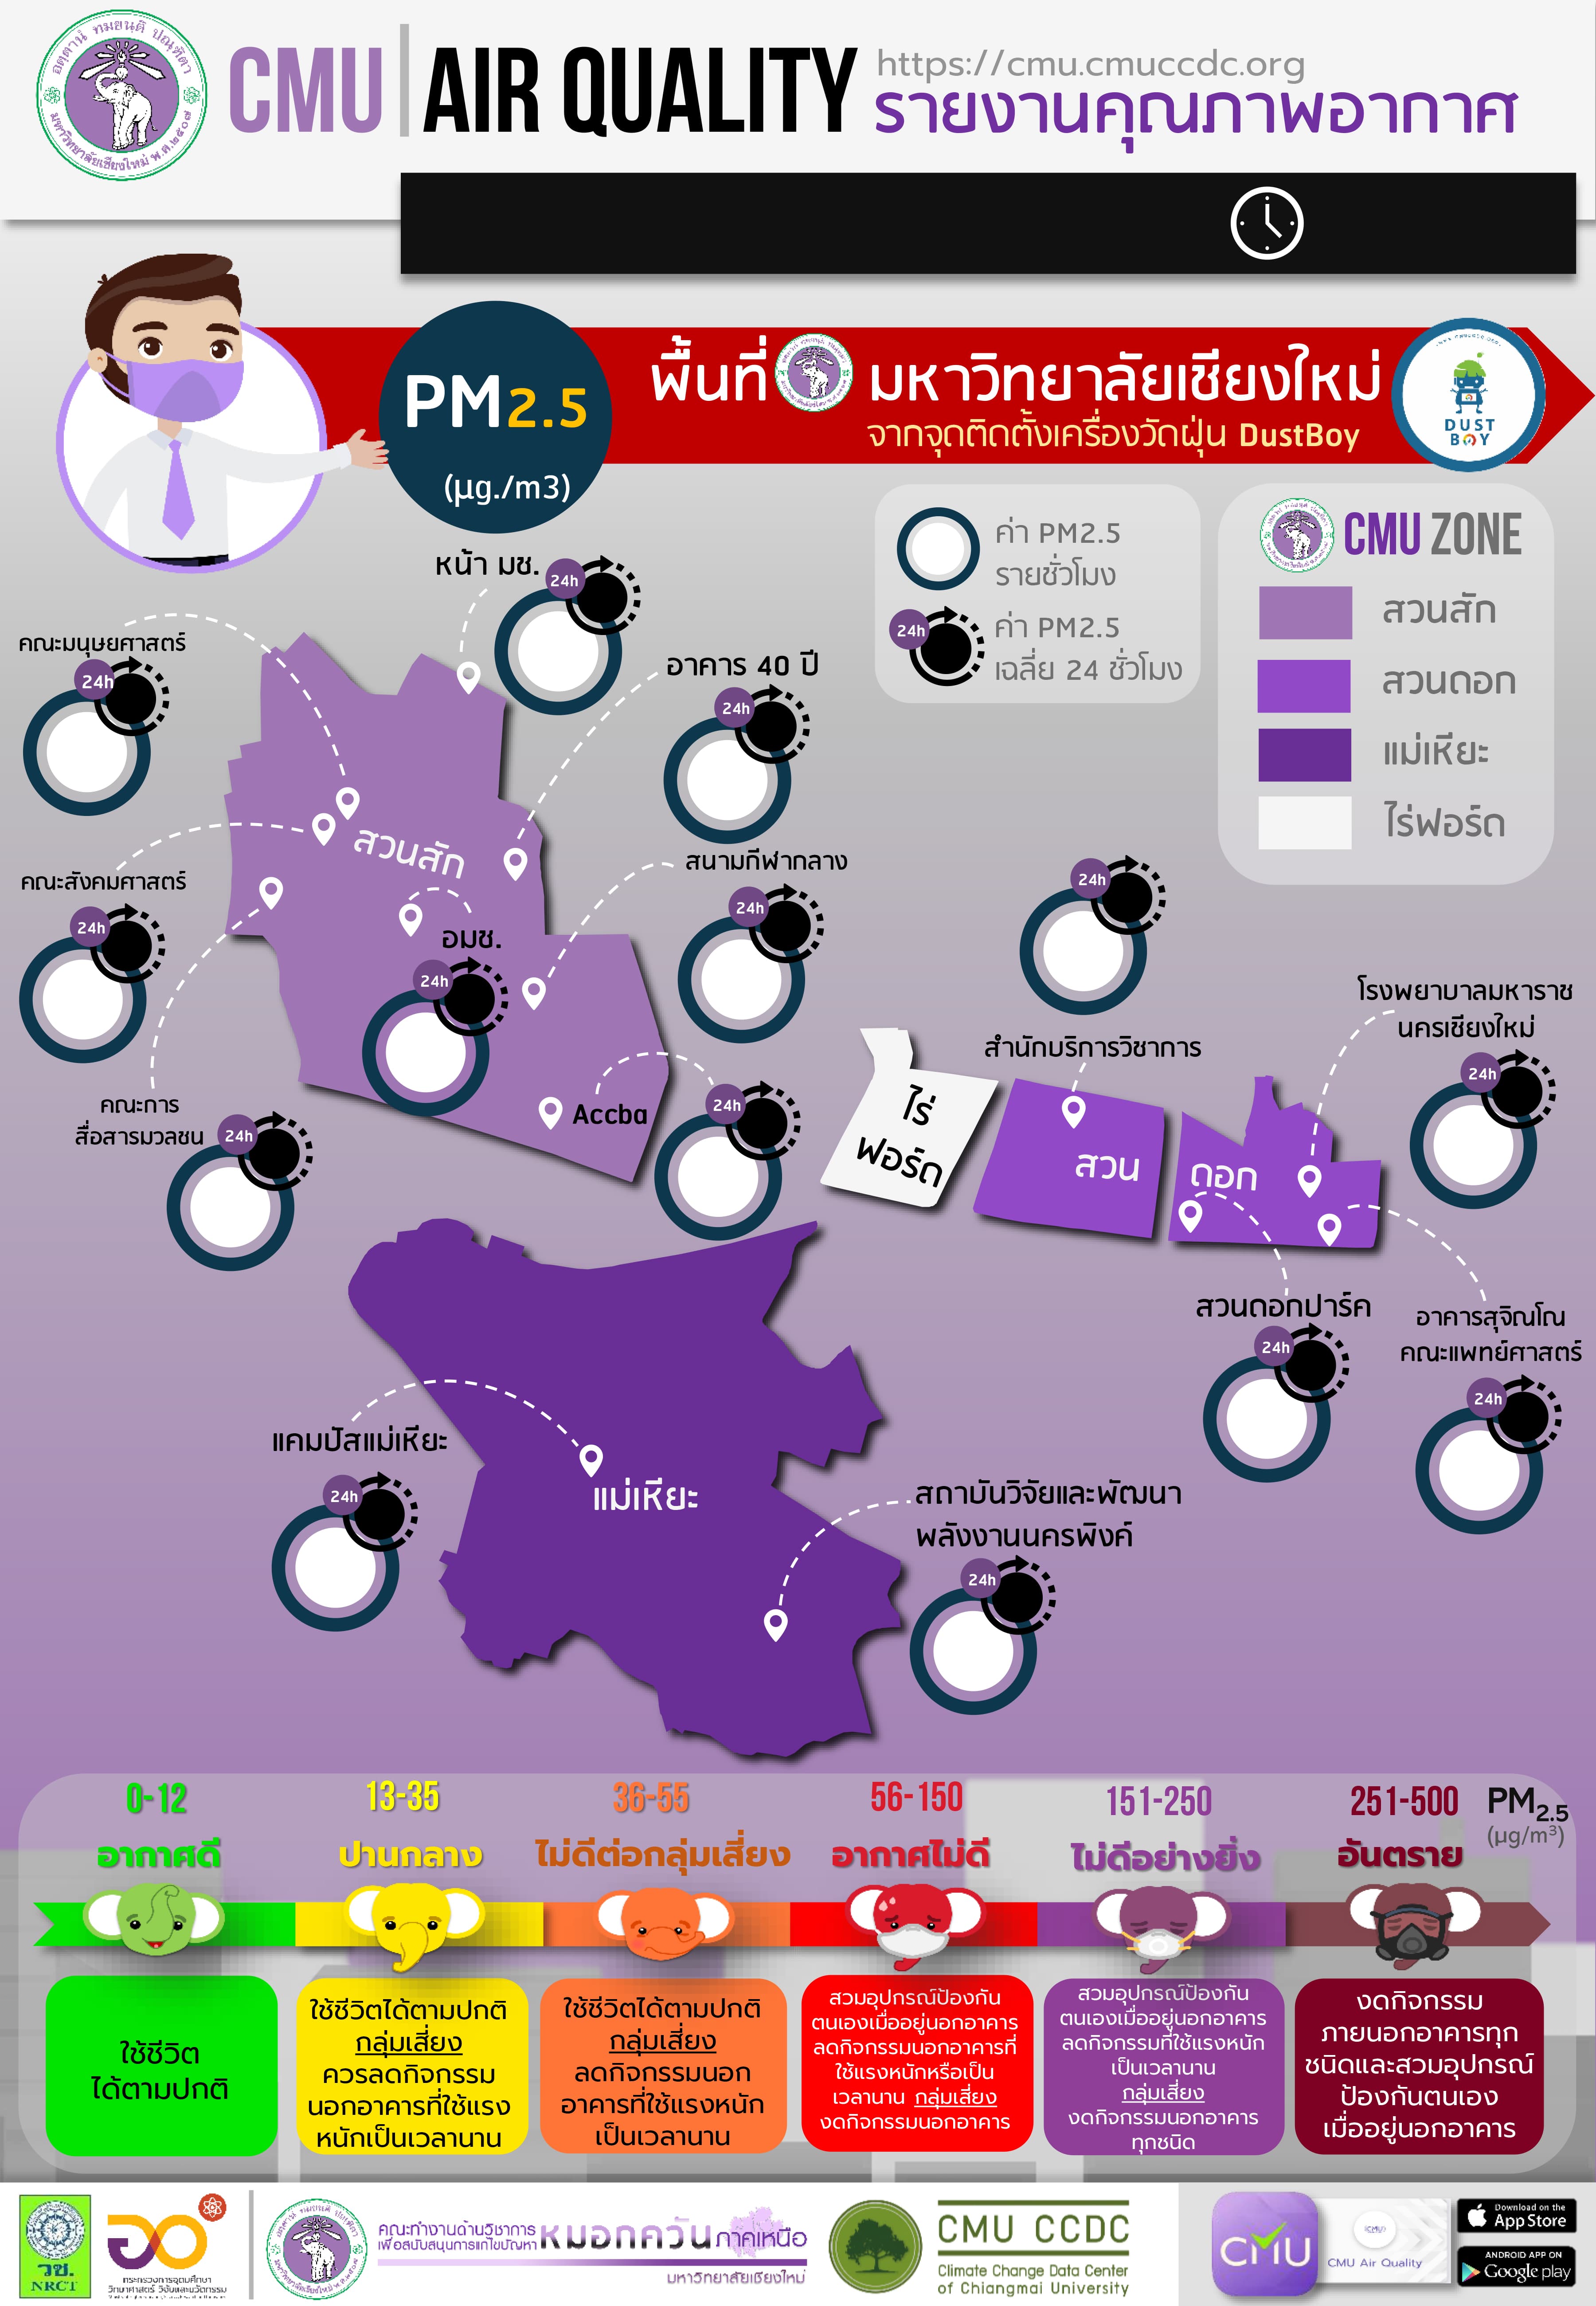 CMU AIR QUALITY
https://cmu.cmuccdc.org
รายงานคุณภาพอากาศ
PM2.5
(µg./m3)
พื้นที่ มหาวิทยาลัยเชียงใหม่
จากจุดติดตั้งเครื่องวัดฝุ่น DustBoy
DUST
BOY
ค่า PM2.5
รายชั่วโมง
24h
ค่า PM2.5
เฉลี่ย 24 ชั่วโมง
CMU ZONE
สวนสัก
สวนดอก
แม่เหียะ
ไร่ฟอร์ด
หน้า มช.
24h
คณะมนุษยศาสตร์
24h
อาคาร 40 ปี
24h
สวนสัก
สนามกีฬากลาง
24h
คณะสังคมศาสตร์
24h
อมช.
24h
24h
สำนักบริการวิชาการ
โรงพยาบาลมหาราช
นครเชียงใหม่
24h
คณะการ
สื่อสารมวลชน
24h
Accba
24h
ไร่
ฟอร์ด
สวน
ดอก
สวนดอกปาร์ค
24h
อาคารสุจิณโณ
คณะแพทย์ศาสตร์
24h
แคมปัสแม่เหียะ
24h
แม่เหียะ
สถาบันวิจัยและพัฒนา
พลังงานนครพิงค์
24h
0-12
13-35
36-55
56-150
151-250
251-500
PM2.5
(µg/m³)
อากาศดี
ปานกลาง
ไม่ดีต่อกลุ่มเสี่ยง
อากาศไม่ดี
ไม่ดีอย่างยิ่ง
อันตราย
ใช้ชีวิต
ได้ตามปกติ
ใช้ชีวิตได้ตามปกติ
กลุ่มเสี่ยง
ควรลดกิจกรรม
นอกอาคารที่ใช้แรง
หนักเป็นเวลานาน
ใช้ชีวิตได้ตามปกติ
กลุ่มเสี่ยง
ลดกิจกรรมนอก
อาคารที่ใช้แรงหนัก
เป็นเวลานาน
สวมอุปกรณ์ป้องกัน
ตนเองเมื่ออยู่นอกอาคาร
ลดกิจกรรมนอกอาคารที่
ใช้แรงหนักหรือเป็น
เวลานาน กลุ่มเสี่ยง
งดกิจกรรมนอกอาคาร
สวมอุปกรณ์ป้องกัน
ตนเองเมื่ออยู่นอกอาคาร
ลดกิจกรรมที่ใช้แรงหนัก
เป็นเวลานาน
กลุ่มเสี่ยง
งดกิจกรรมนอกอาคาร
ทุกชนิด
งดกิจกรรม
ภายนอกอาคารทุก
ชนิดและสวมอุปกรณ์
ป้องกันตนเอง
เมื่ออยู่นอกอาคาร
วช.
NRCT
กระทรวงการอุดมศึกษา
วิทยาศาสตร์ วิจัยและนวัตกรรม
คณะทำงานด้านวิชาการ
เพื่อสนับสนุนการแก้ไขปัญหา
หมอกควันภาคเหนือ
มหาวิทยาลัยเชียงใหม่
CMU CCDC
Climate Change Data Center
of Chiangmai University
CMU
CMU Air Quality
Download on the
App Store
ANDROID APP ON
Google play